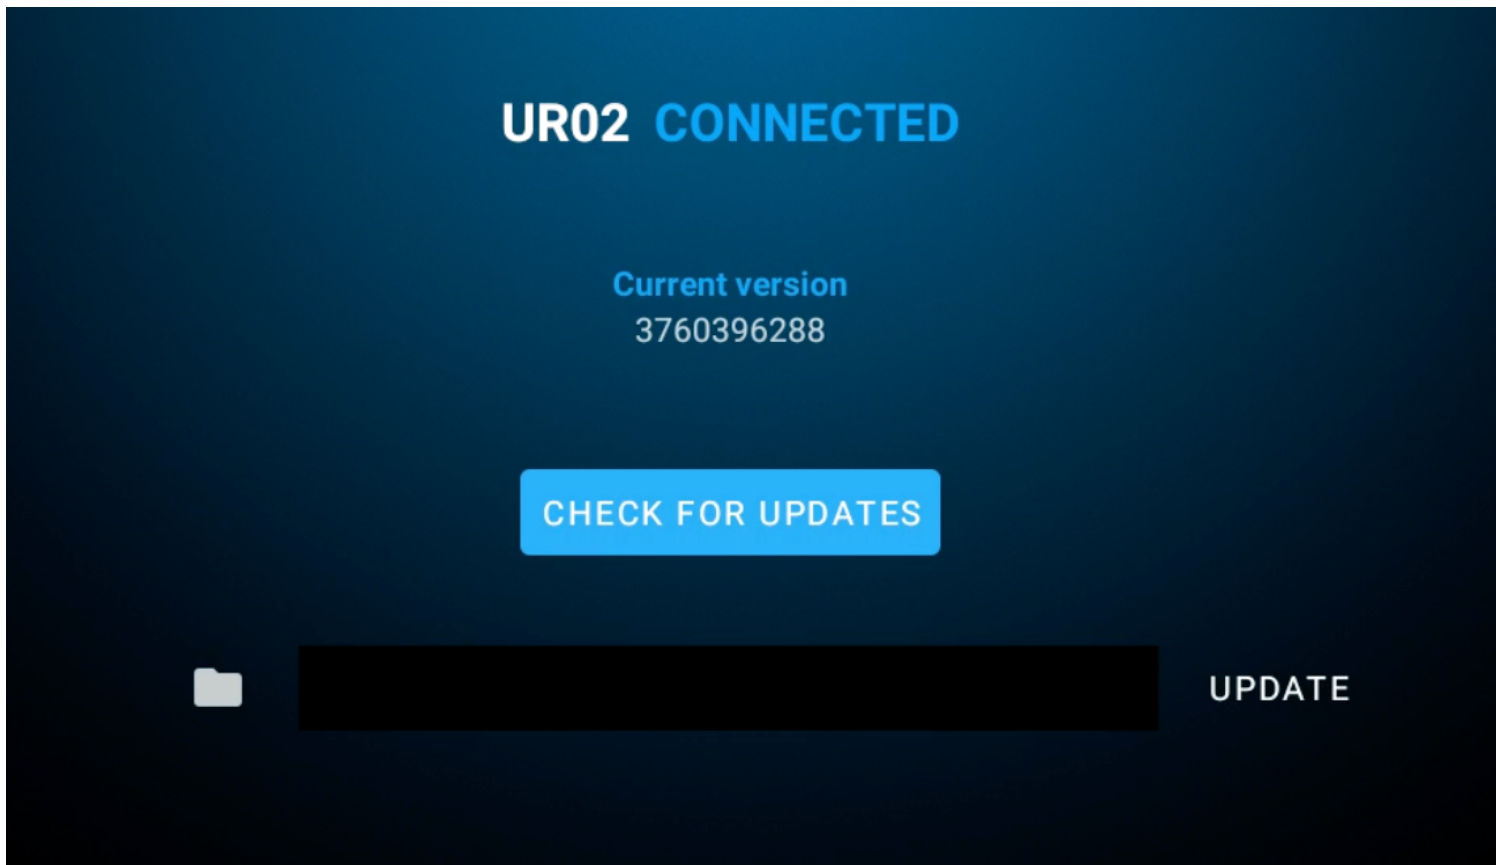 UR02 CONNECTED
Current version
3760396288
CHECK FOR UPDATES
UPDATE